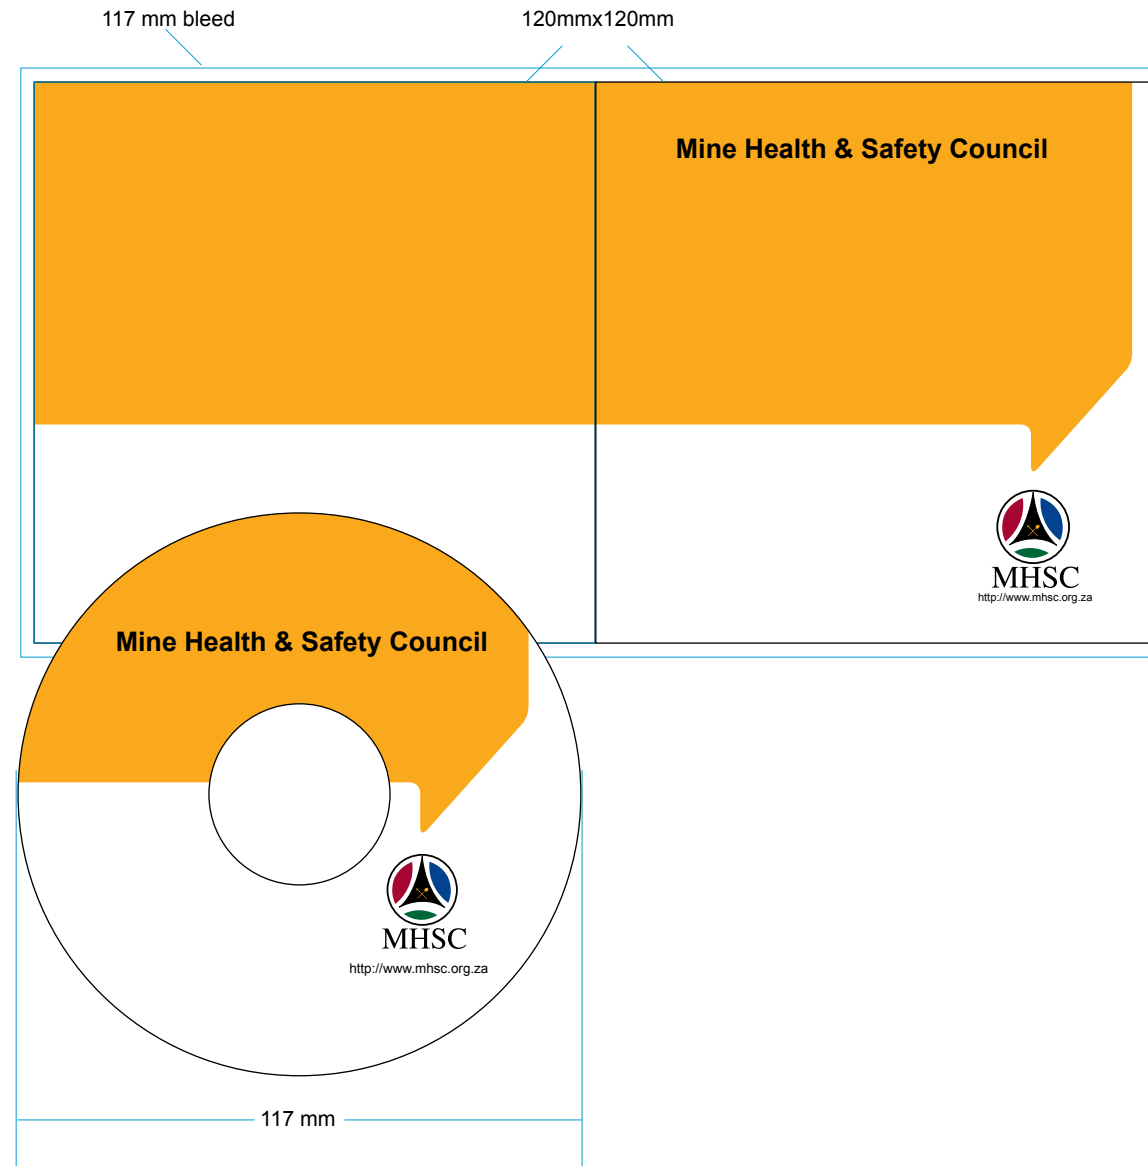 117 mm bleed
120mmx120mm
Mine Health & Safety Council
MHSC
http://www.mhsc.org.za
Mine Health & Safety Council
MHSC
http://www.mhsc.org.za
117 mm